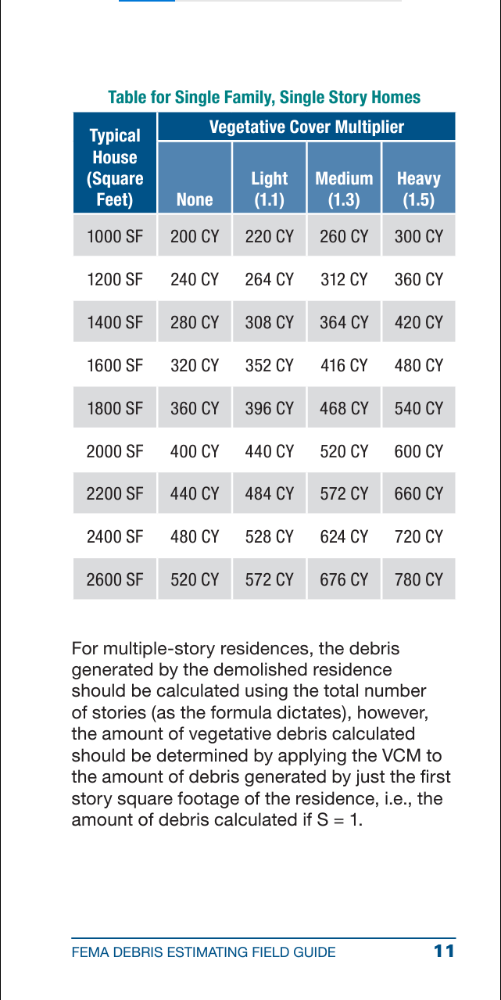 Table for Single Family, Single Story Homes
Typical House (Square Feet) Vegetative Cover Multiplier
None Light (1.1) Medium (1.3) Heavy (1.5)
1000 SF 200 CY 220 CY 260 CY 300 CY
1200 SF 240 CY 264 CY 312 CY 360 CY
1400 SF 280 CY 308 CY 364 CY 420 CY
1600 SF 320 CY 352 CY 416 CY 480 CY
1800 SF 360 CY 396 CY 468 CY 540 CY
2000 SF 400 CY 440 CY 520 CY 600 CY
2200 SF 440 CY 484 CY 572 CY 660 CY
2400 SF 480 CY 528 CY 624 CY 720 CY
2600 SF 520 CY 572 CY 676 CY 780 CY
For multiple-story residences, the debris
generated by the demolished residence
should be calculated using the total number
of stories (as the formula dictates), however,
the amount of vegetative debris calculated
should be determined by applying the VCM to
the amount of debris generated by just the first
story square footage of the residence, i.e., the
amount of debris calculated if S = 1.
FEMA DEBRIS ESTIMATING FIELD GUIDE 11